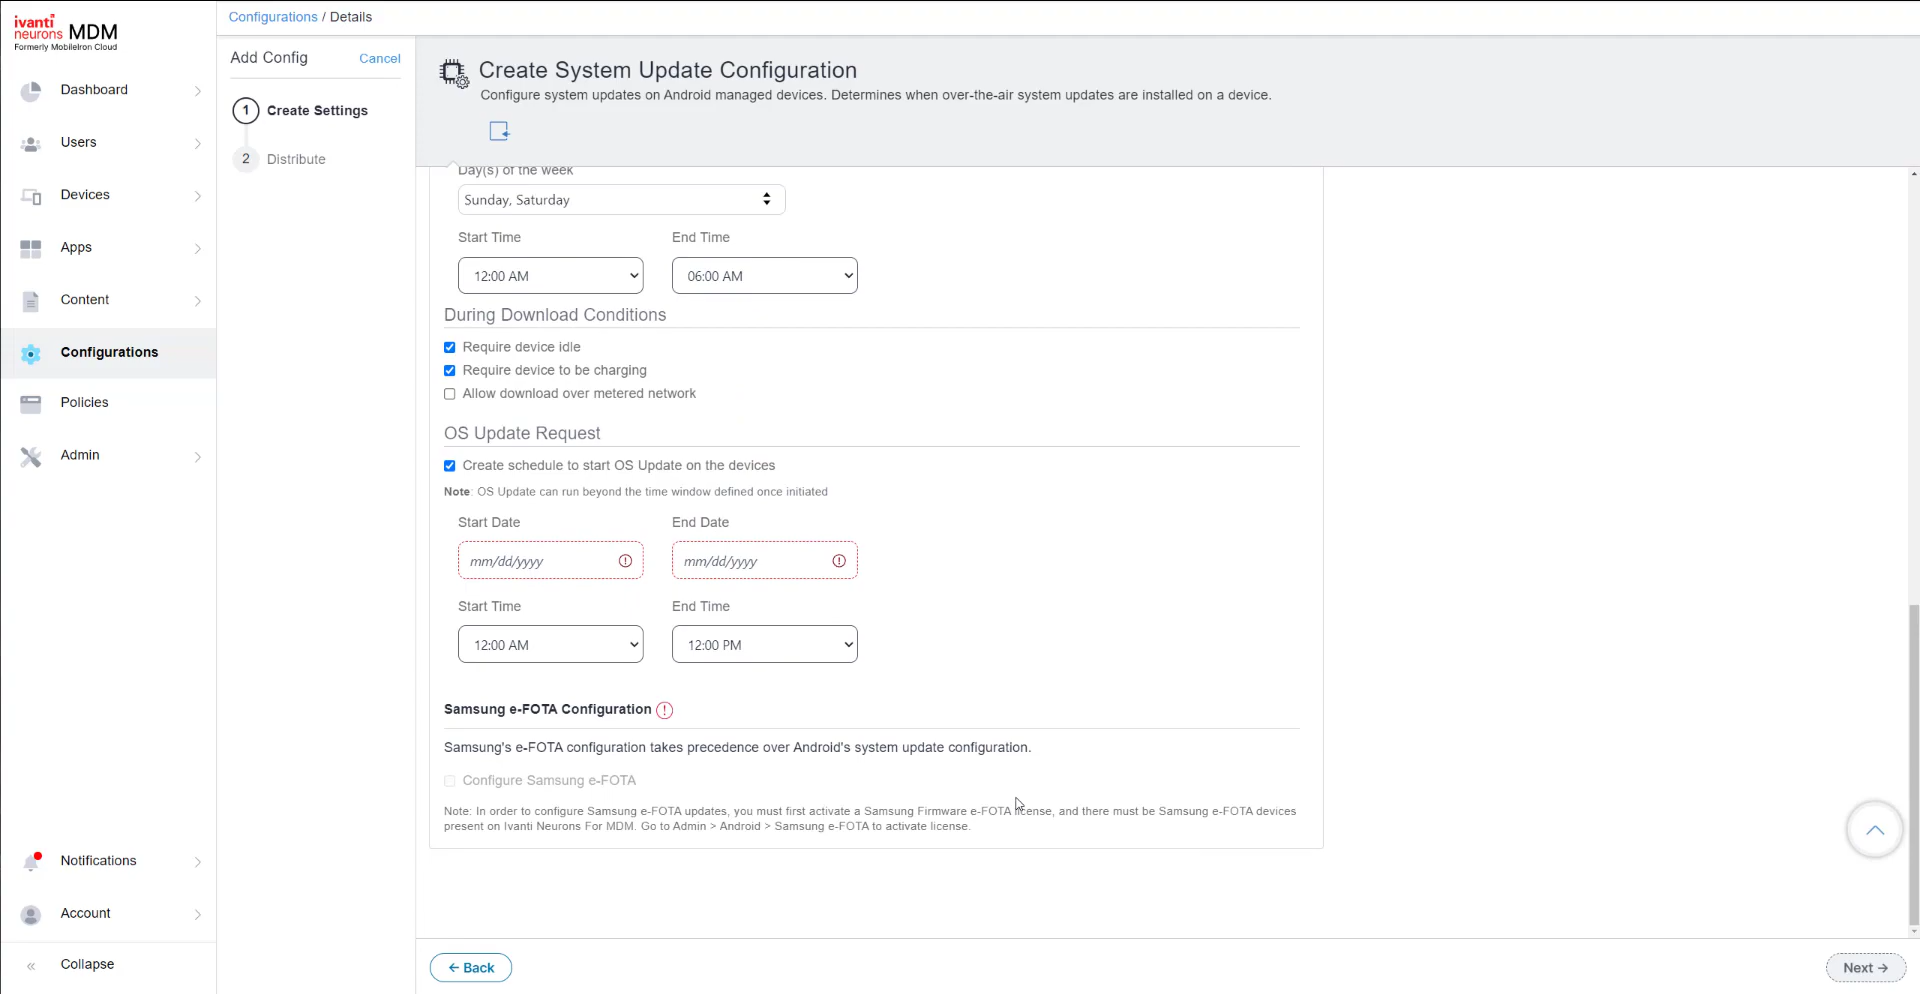 ivanti
neurons MDM
Formerly MobileIron Cloud
Dashboard
Users
Devices
Apps
Content
Configurations
Policies
Admin
Notifications
Account
« Collapse
Configurations / Details
Add Config
Cancel
1 Create Settings
2 Distribute
Create System Update Configuration
Configure system updates on Android managed devices. Determines when over-the-air system updates are installed on a device.
Day(s) of the week
Sunday, Saturday
Start Time End Time
12:00 AM 06:00 AM
During Download Conditions
Require device idle
Require device to be charging
Allow download over metered network
OS Update Request
Create schedule to start OS Update on the devices
Note: OS Update can run beyond the time window defined once initiated
Start Date End Date
mm/dd/yyyy mm/dd/yyyy
Start Time End Time
12:00 AM 12:00 PM
Samsung e-FOTA Configuration
Samsung's e-FOTA configuration takes precedence over Android's system update configuration.
Configure Samsung e-FOTA
Note: In order to configure Samsung e-FOTA updates, you must first activate a Samsung Firmware e-FOTA license, and there must be Samsung e-FOTA devices
present on Ivanti Neurons For MDM. Go to Admin > Android > Samsung e-FOTA to activate license.
← Back
Next →